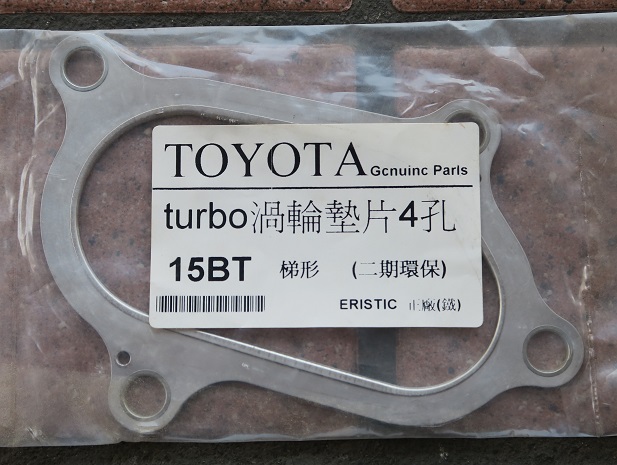 TOYOTA Gcnuinc Parls
turbo渦輪墊片4孔
15BT 梯形 (二期環保)
ERISTIC 正廠(鐵)